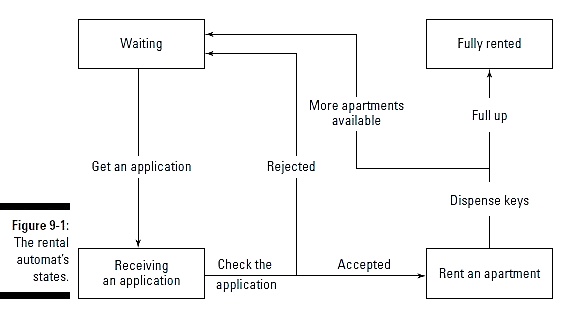 Waiting
Fully rented
More apartments
available
Full up
Get an application
Rejected
Dispense keys
Figure 9-1:
The rental
automat's
states.
Receiving
an application
Check the
application
Accepted
Rent an apartment